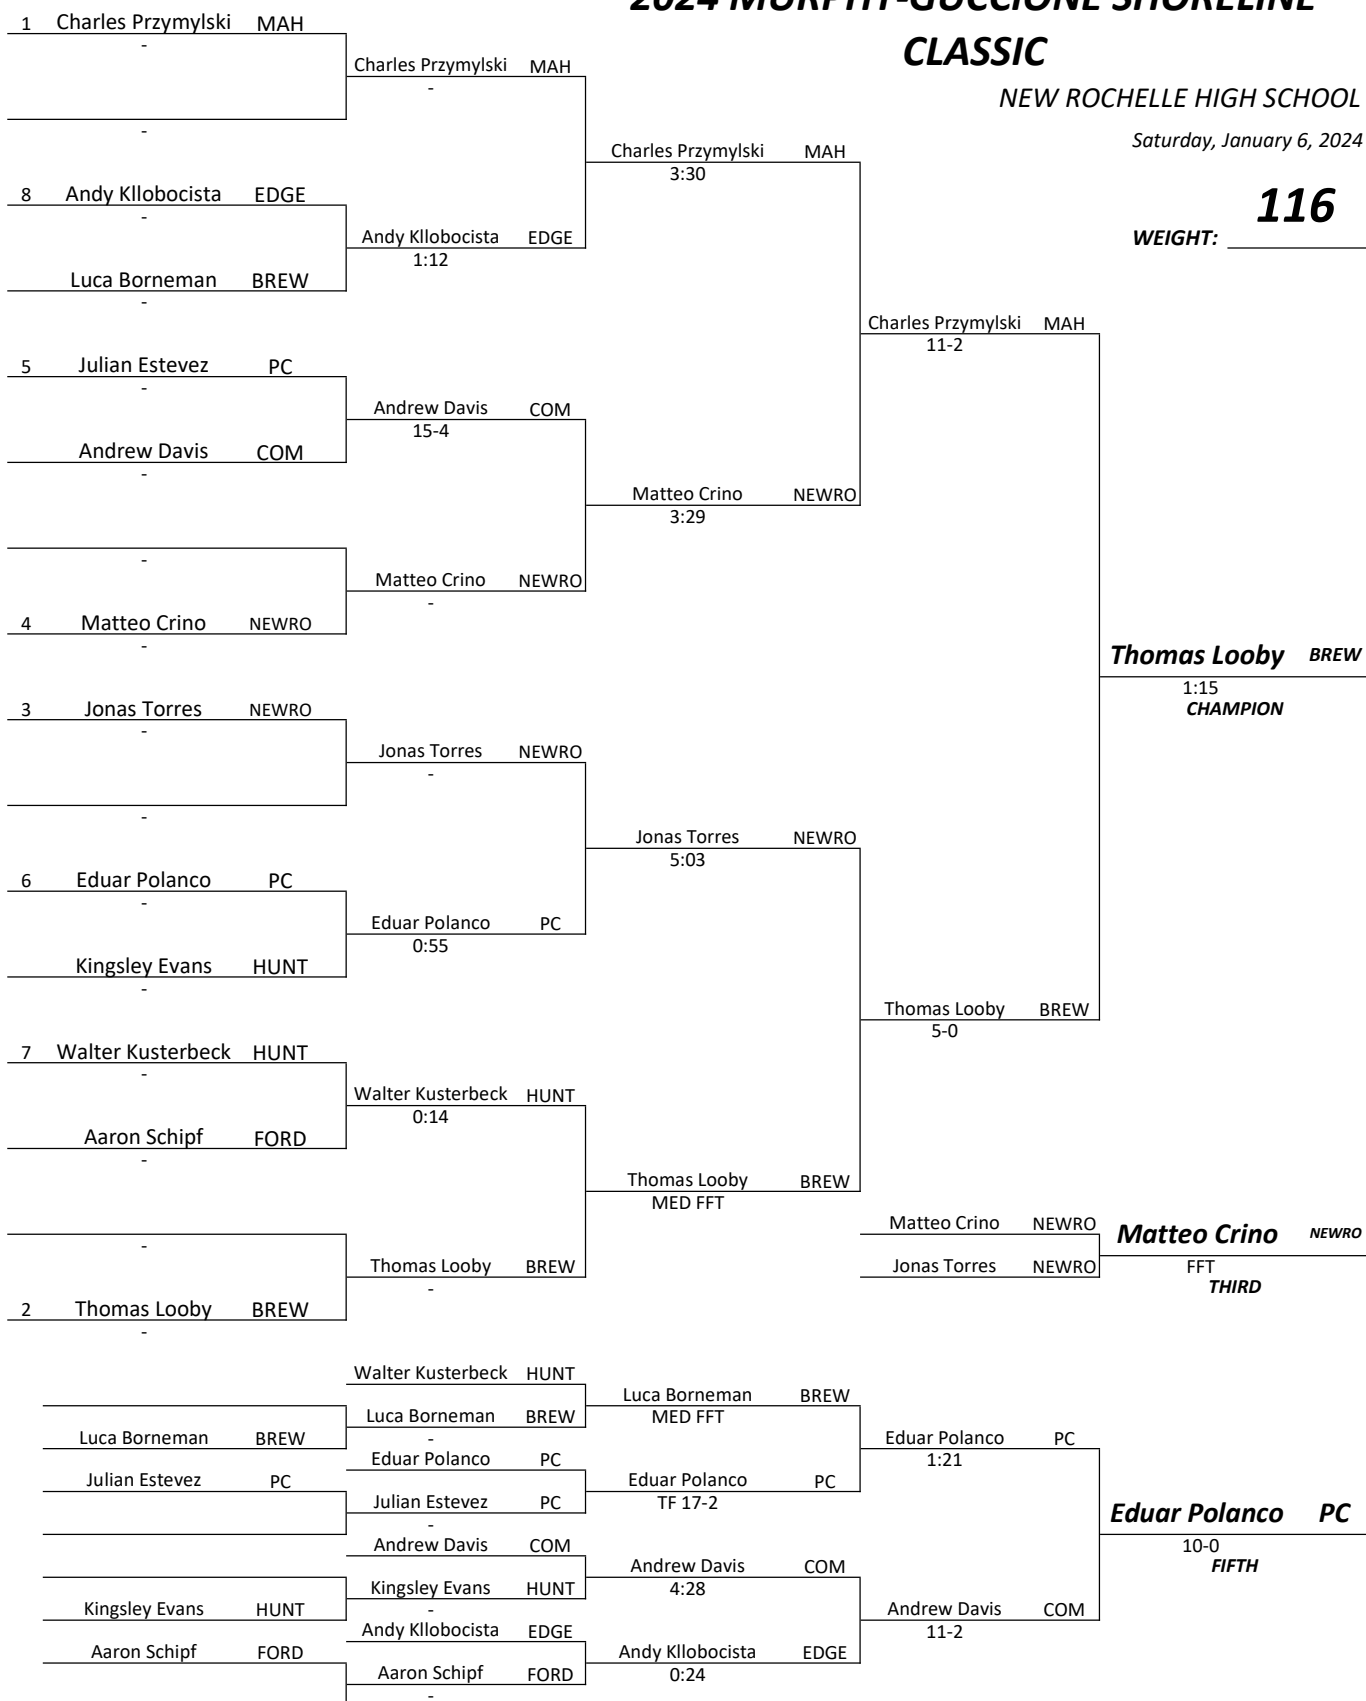 2024 MURPHY-GUCCIONE SHORELINE
CLASSIC
NEW ROCHELLE HIGH SCHOOL
Saturday, January 6, 2024
WEIGHT: 116
1 Charles Przymylski MAH
-
-
8 Andy Kllobocista EDGE
-
Luca Borneman BREW
-
5 Julian Estevez PC
-
Andrew Davis COM
-
-
4 Matteo Crino NEWRO
-
3 Jonas Torres NEWRO
-
-
6 Eduar Polanco PC
-
Kingsley Evans HUNT
-
7 Walter Kusterbeck HUNT
-
Aaron Schipf FORD
-
-
2 Thomas Looby BREW
-
Charles Przymylski MAH
-
Andy Kllobocista EDGE
1:12
Andrew Davis COM
15-4
Matteo Crino NEWRO
-
Jonas Torres NEWRO
-
Eduar Polanco PC
0:55
Walter Kusterbeck HUNT
0:14
Thomas Looby BREW
-
Charles Przymylski MAH
3:30
Matteo Crino NEWRO
3:29
Jonas Torres NEWRO
5:03
Thomas Looby BREW
MED FFT
Charles Przymylski MAH
11-2
Thomas Looby BREW
5-0
Thomas Looby BREW
1:15
CHAMPION
Matteo Crino NEWRO
Jonas Torres NEWRO
Matteo Crino NEWRO
FFT
THIRD
Luca Borneman BREW
Julian Estevez PC
Kingsley Evans HUNT
Aaron Schipf FORD
Walter Kusterbeck HUNT
Luca Borneman BREW
-
Eduar Polanco PC
Julian Estevez PC
-
Andrew Davis COM
Kingsley Evans HUNT
-
Andy Kllobocista EDGE
Aaron Schipf FORD
-
Luca Borneman BREW
MED FFT
Eduar Polanco PC
TF 17-2
Andrew Davis COM
4:28
Andy Kllobocista EDGE
0:24
Eduar Polanco PC
1:21
Andrew Davis COM
11-2
Eduar Polanco PC
10-0
FIFTH